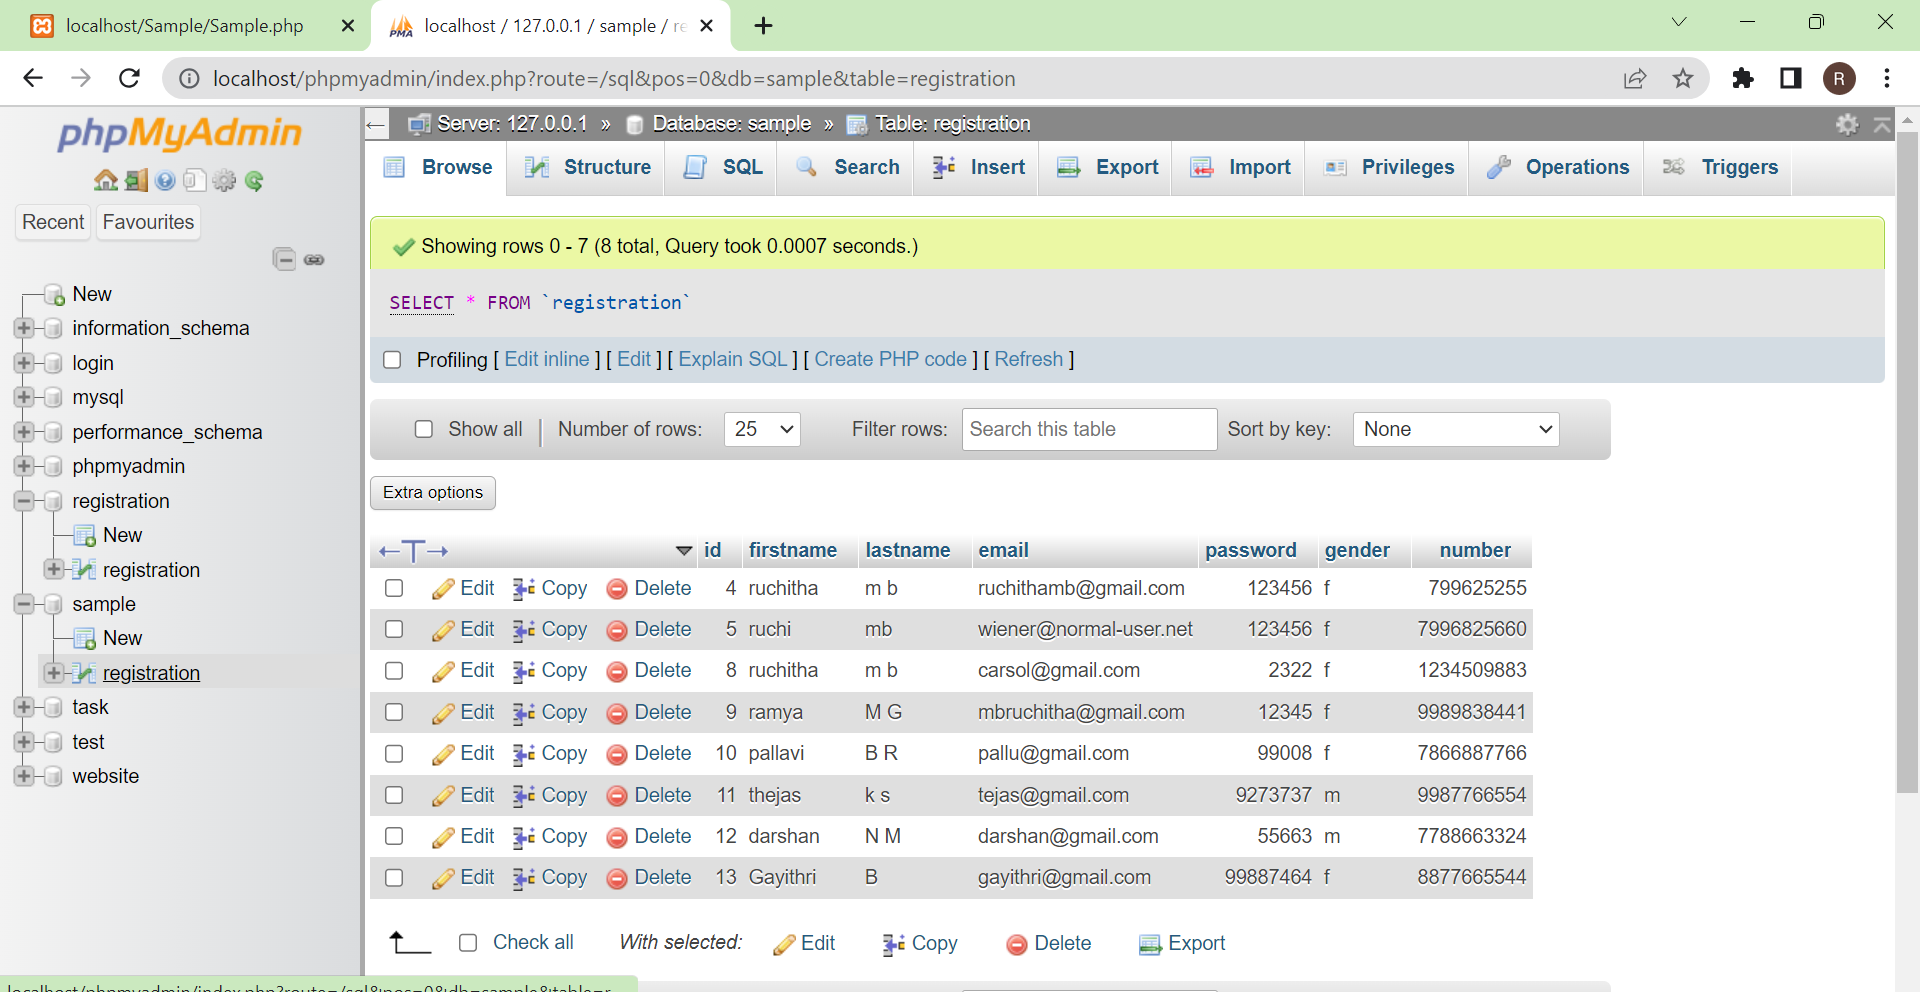 localhost/Sample/Sample.php
localhost / 127.0.0.1 / sample / re
localhost/phpmyadmin/index.php?route=/sql&pos=0&db=sample&table=registration
R
phpMyAdmin
Recent Favourites
New
information_schema
login
mysql
performance_schema
phpmyadmin
registration
New
registration
sample
New
registration
task
test
website
Server: 127.0.0.1 » Database: sample » Table: registration
Browse Structure SQL Search Insert Export Import Privileges Operations Triggers
Showing rows 0 - 7 (8 total, Query took 0.0007 seconds.)
SELECT * FROM `registration`
Profiling [ Edit inline ] [ Edit ] [ Explain SQL ] [ Create PHP code ] [ Refresh ]
Show all Number of rows: 25 Filter rows: Search this table Sort by key: None
Extra options
id firstname lastname email password gender number
Edit Copy Delete 4 ruchitha m b ruchithamb@gmail.com 123456 f 799625255
Edit Copy Delete 5 ruchi mb wiener@normal-user.net 123456 f 7996825660
Edit Copy Delete 8 ruchitha m b carsol@gmail.com 2322 f 1234509883
Edit Copy Delete 9 ramya M G mbruchitha@gmail.com 12345 f 9989838441
Edit Copy Delete 10 pallavi B R pallu@gmail.com 99008 f 7866887766
Edit Copy Delete 11 thejas k s tejas@gmail.com 9273737 m 9987766554
Edit Copy Delete 12 darshan N M darshan@gmail.com 55663 m 7788663324
Edit Copy Delete 13 Gayithri B gayithri@gmail.com 99887464 f 8877665544
Check all With selected: Edit Copy Delete Export
localhost/phpmyadmin/index.php?route=/sql&pos=0&db=sample&table=r